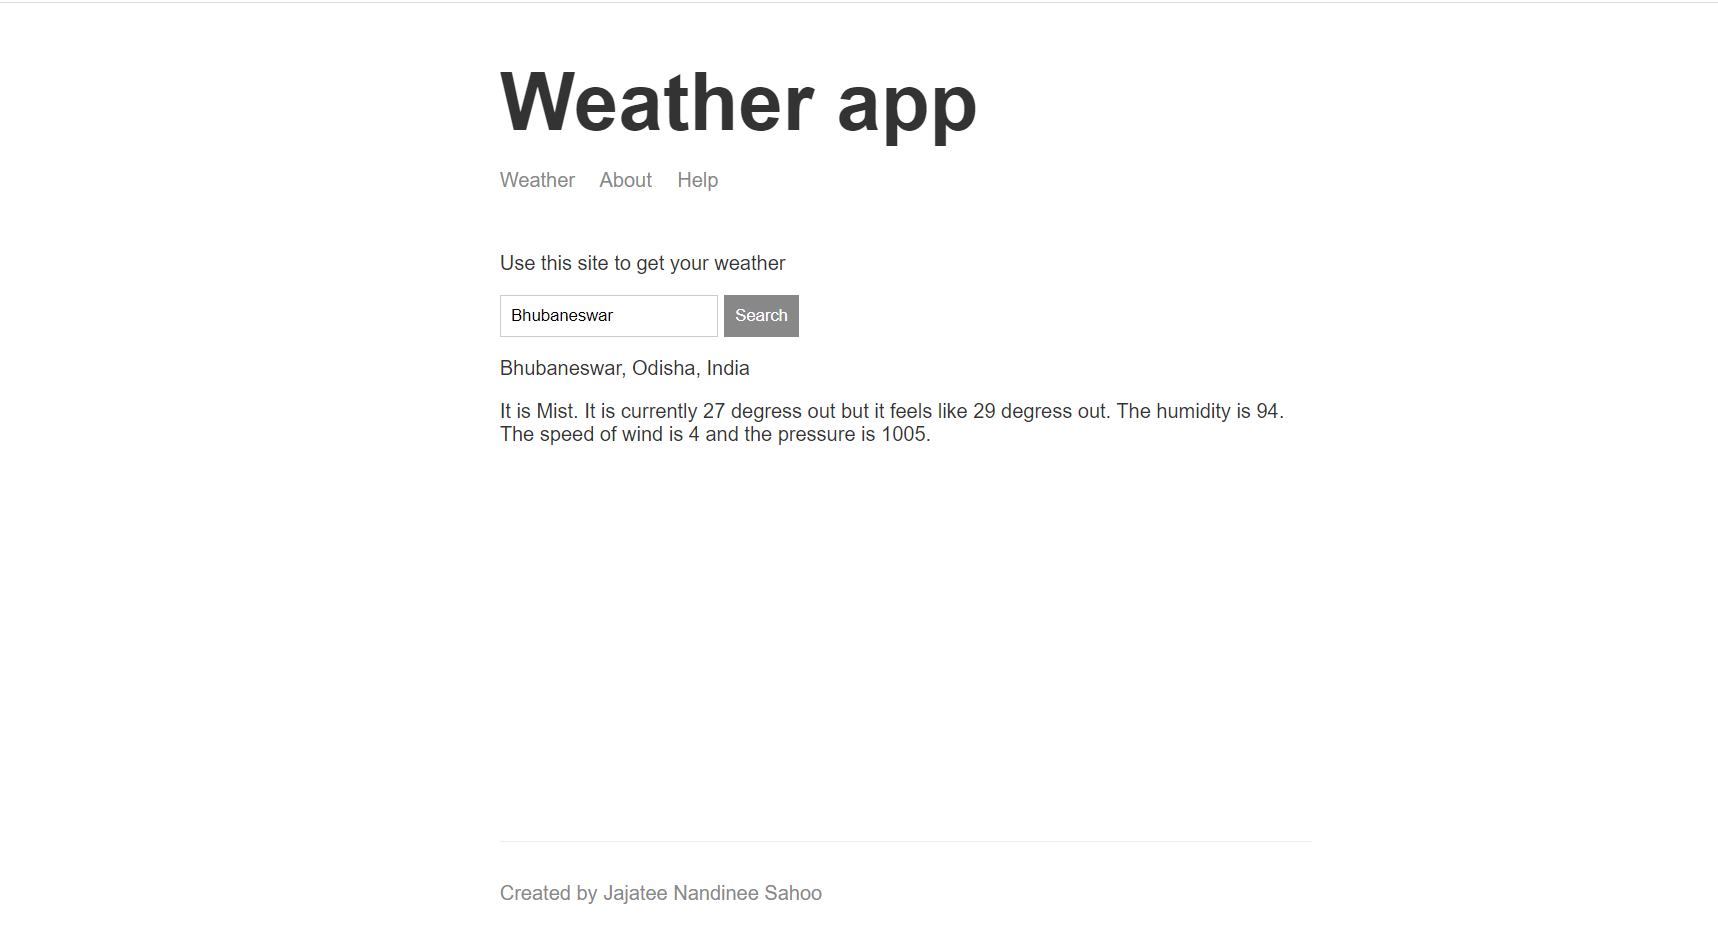 Weather app
Weather About Help
Use this site to get your weather
Bhubaneswar Search
Bhubaneswar, Odisha, India
It is Mist. It is currently 27 degress out but it feels like 29 degress out. The humidity is 94.
The speed of wind is 4 and the pressure is 1005.
Created by Jajatee Nandinee Sahoo